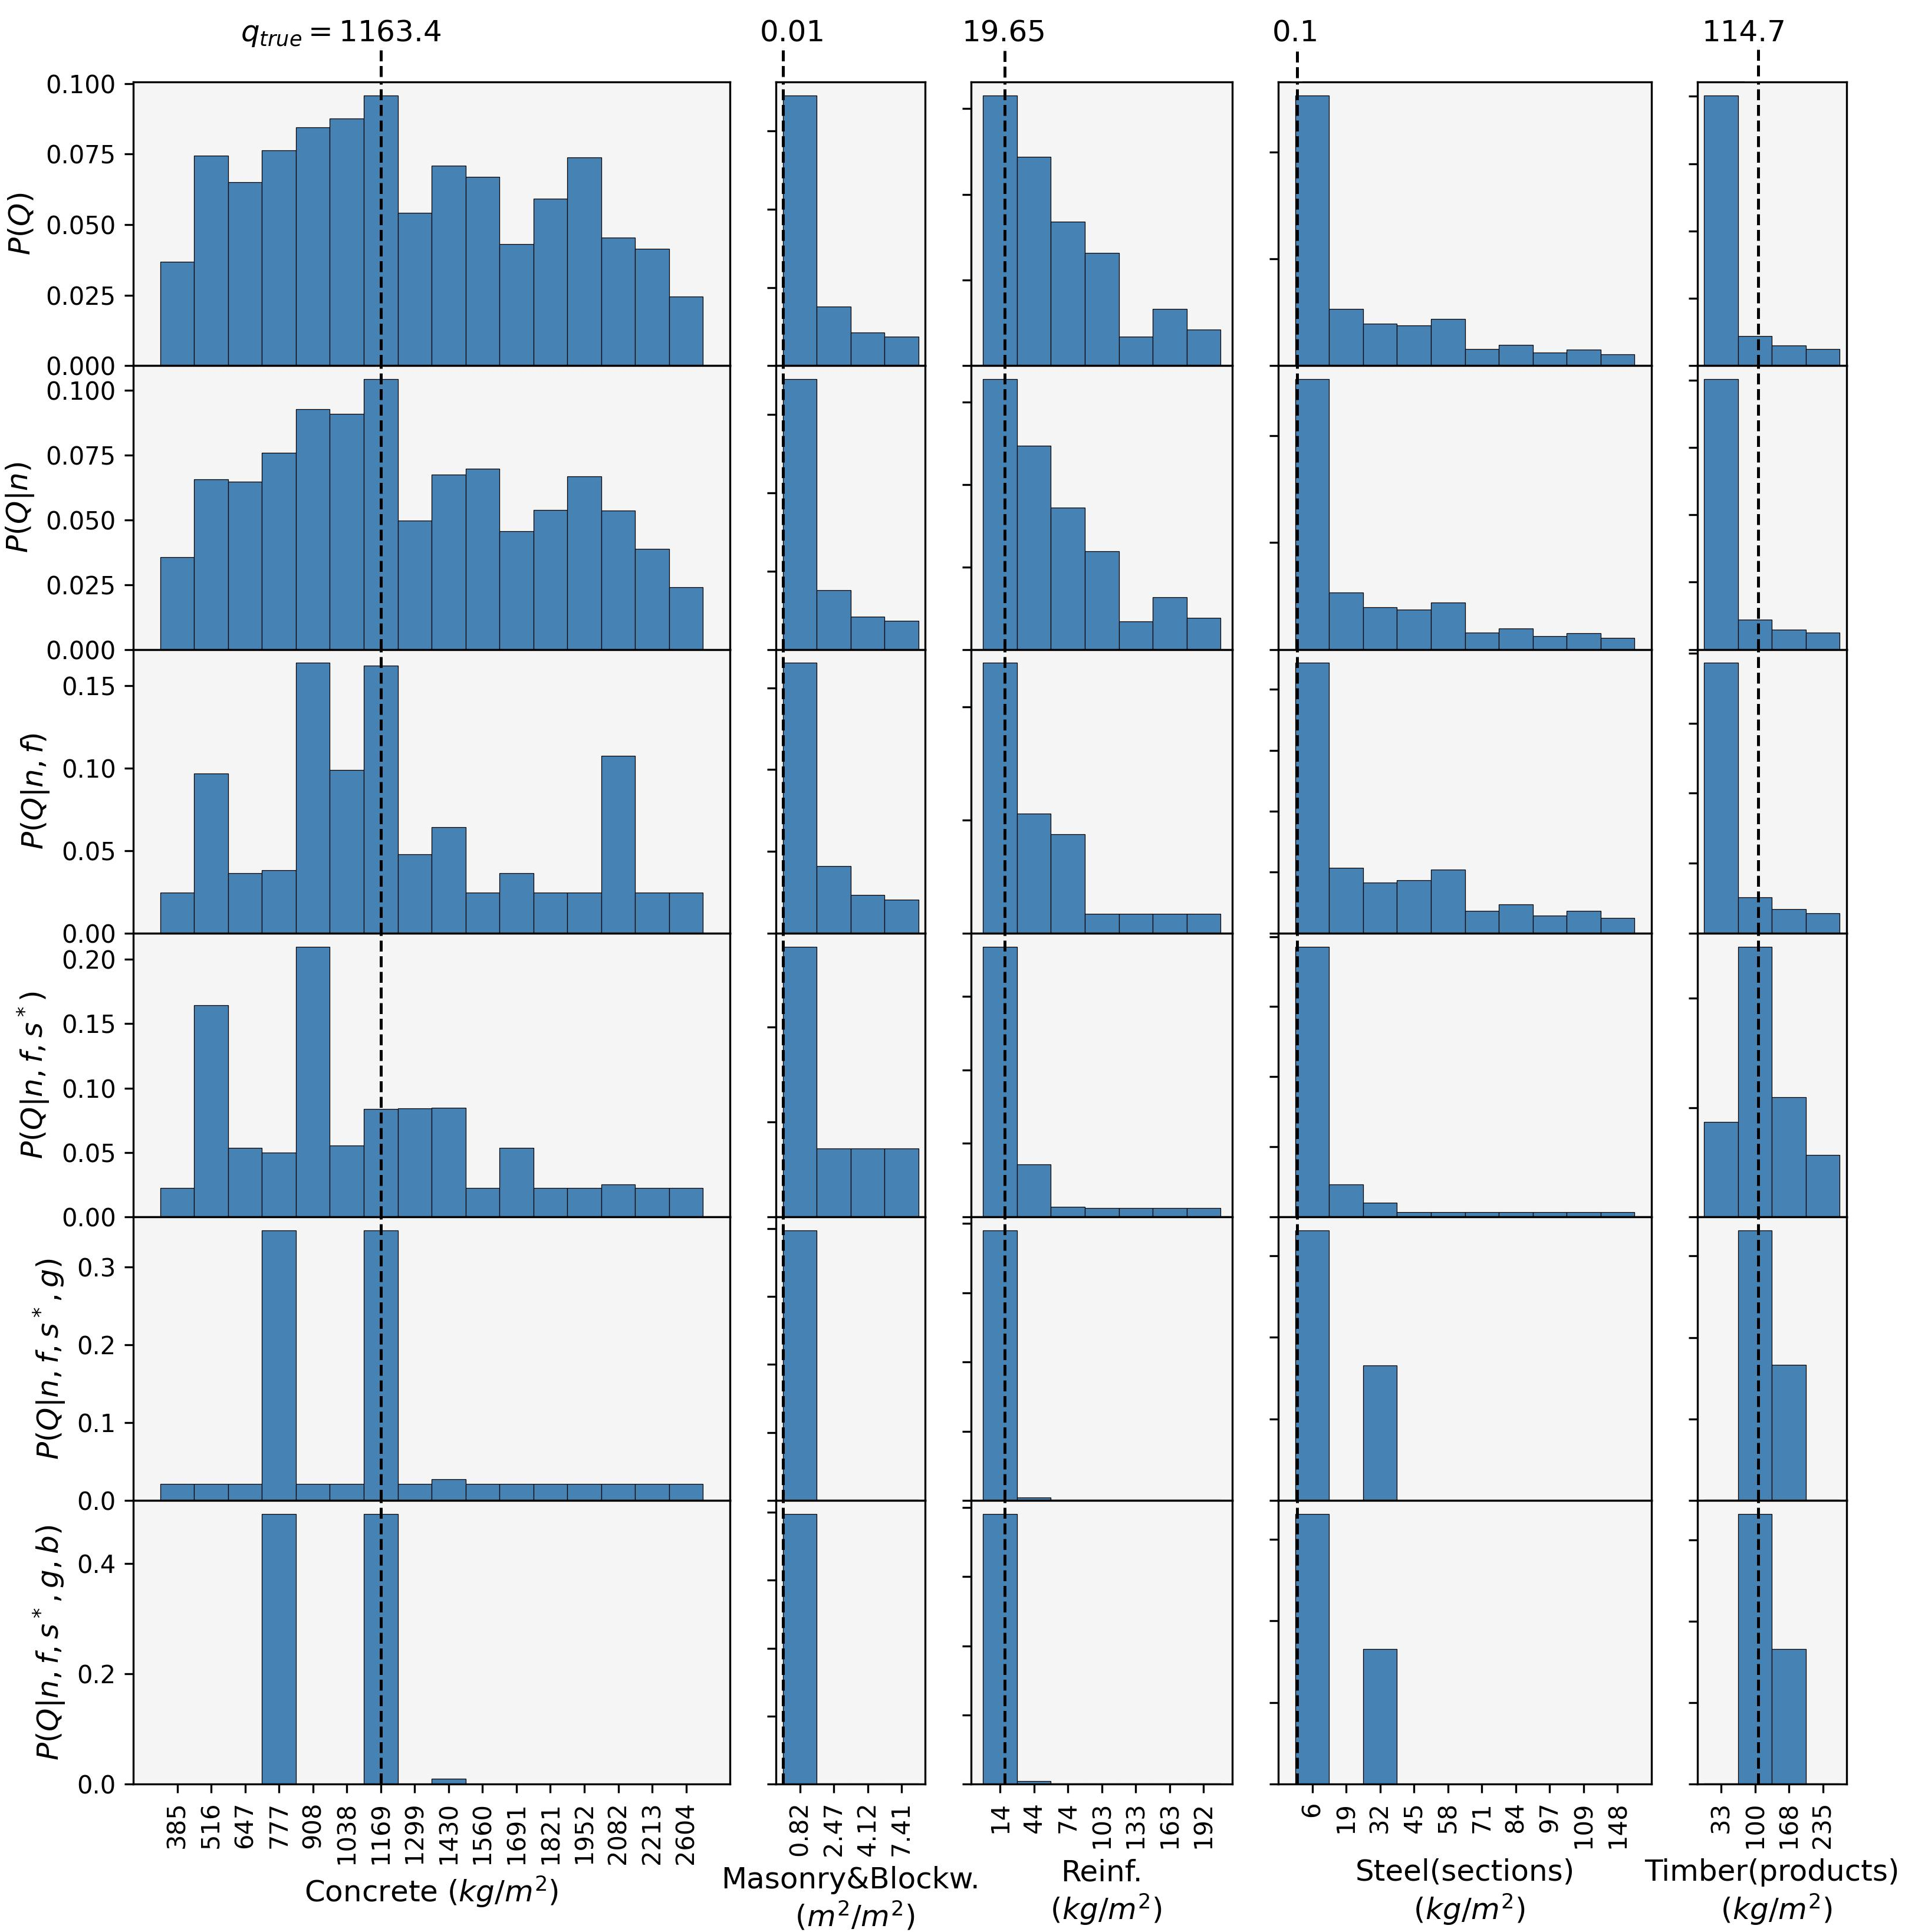 q_true = 1163.4 0.01 19.65 0.1 114.7
P(Q)
0.100
0.075
0.050
0.025
0.000
P(Q|n)
0.100
0.075
0.050
0.025
0.000
P(Q|n, f)
0.15
0.10
0.05
0.00
P(Q|n, f, s*)
0.20
0.15
0.10
0.05
0.00
P(Q|n, f, s*, g)
0.3
0.2
0.1
0.0
P(Q|n, f, s*, g, b)
0.4
0.2
0.0
385 516 647 777 908 1038 1169 1299 1430 1560 1691 1821 1952 2082 2213 2604
Concrete (kg/m²)
0.82 2.47 4.12 7.41
Masonry&Blockw.
(m²/m²)
14 44 74 103 133 163 192
Reinf.
(kg/m²)
6 19 32 45 58 71 84 97 109 148
Steel(sections)
(kg/m²)
33 100 168 235
Timber(products)
(kg/m²)